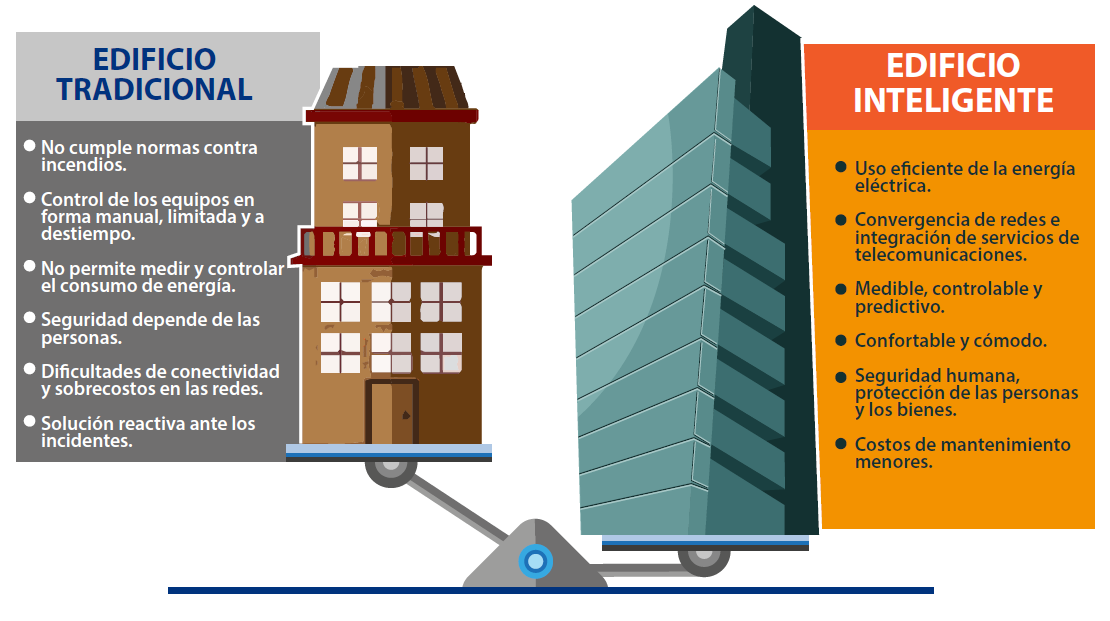 EDIFICIO
TRADICIONAL
No cumple normas contra
incendios.
Control de los equipos en
forma manual, limitada y a
destiempo.
No permite medir y controlar
el consumo de energía.
Seguridad depende de las
personas.
Dificultades de conectividad
y sobrecostos en las redes.
Solución reactiva ante los
incidentes.
EDIFICIO
INTELIGENTE
Uso eficiente de la energía
eléctrica.
Convergencia de redes e
integración de servicios de
telecomunicaciones.
Medible, controlable y
predictivo.
Confortable y cómodo.
Seguridad humana,
protección de las personas
y los bienes.
Costos de mantenimiento
menores.